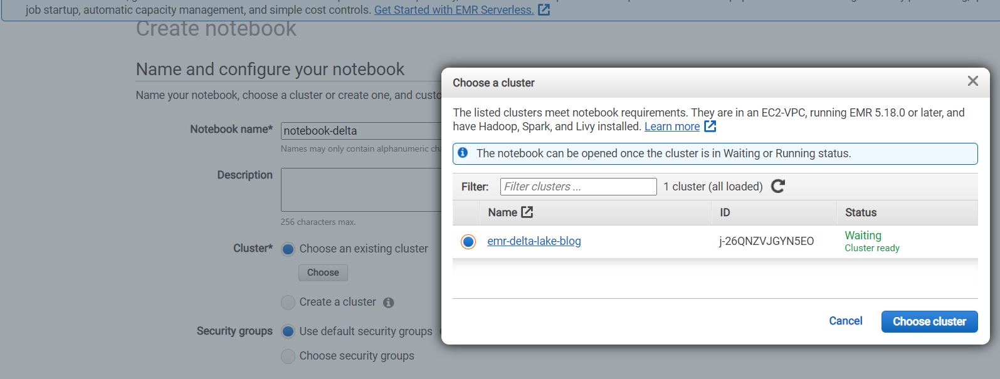 job startup, automatic capacity management, and simple cost controls. Get Started with EMR Serverless.
Create notebook
Name and configure your notebook
Name your notebook, choose a cluster or create one, and custo
Notebook name* notebook-delta
Names may only contain alphanumeric cha
Description
256 characters max.
Cluster* Choose an existing cluster
Choose
Create a cluster
Security groups Use default security groups
Choose security groups
Choose a cluster
The listed clusters meet notebook requirements. They are in an EC2-VPC, running EMR 5.18.0 or later, and
have Hadoop, Spark, and Livy installed. Learn more
The notebook can be opened once the cluster is in Waiting or Running status.
Filter: Filter clusters ... 1 cluster (all loaded)
Name ID Status
emr-delta-lake-blog j-26QNZVJGYN5EO Waiting
Cluster ready
Cancel Choose cluster